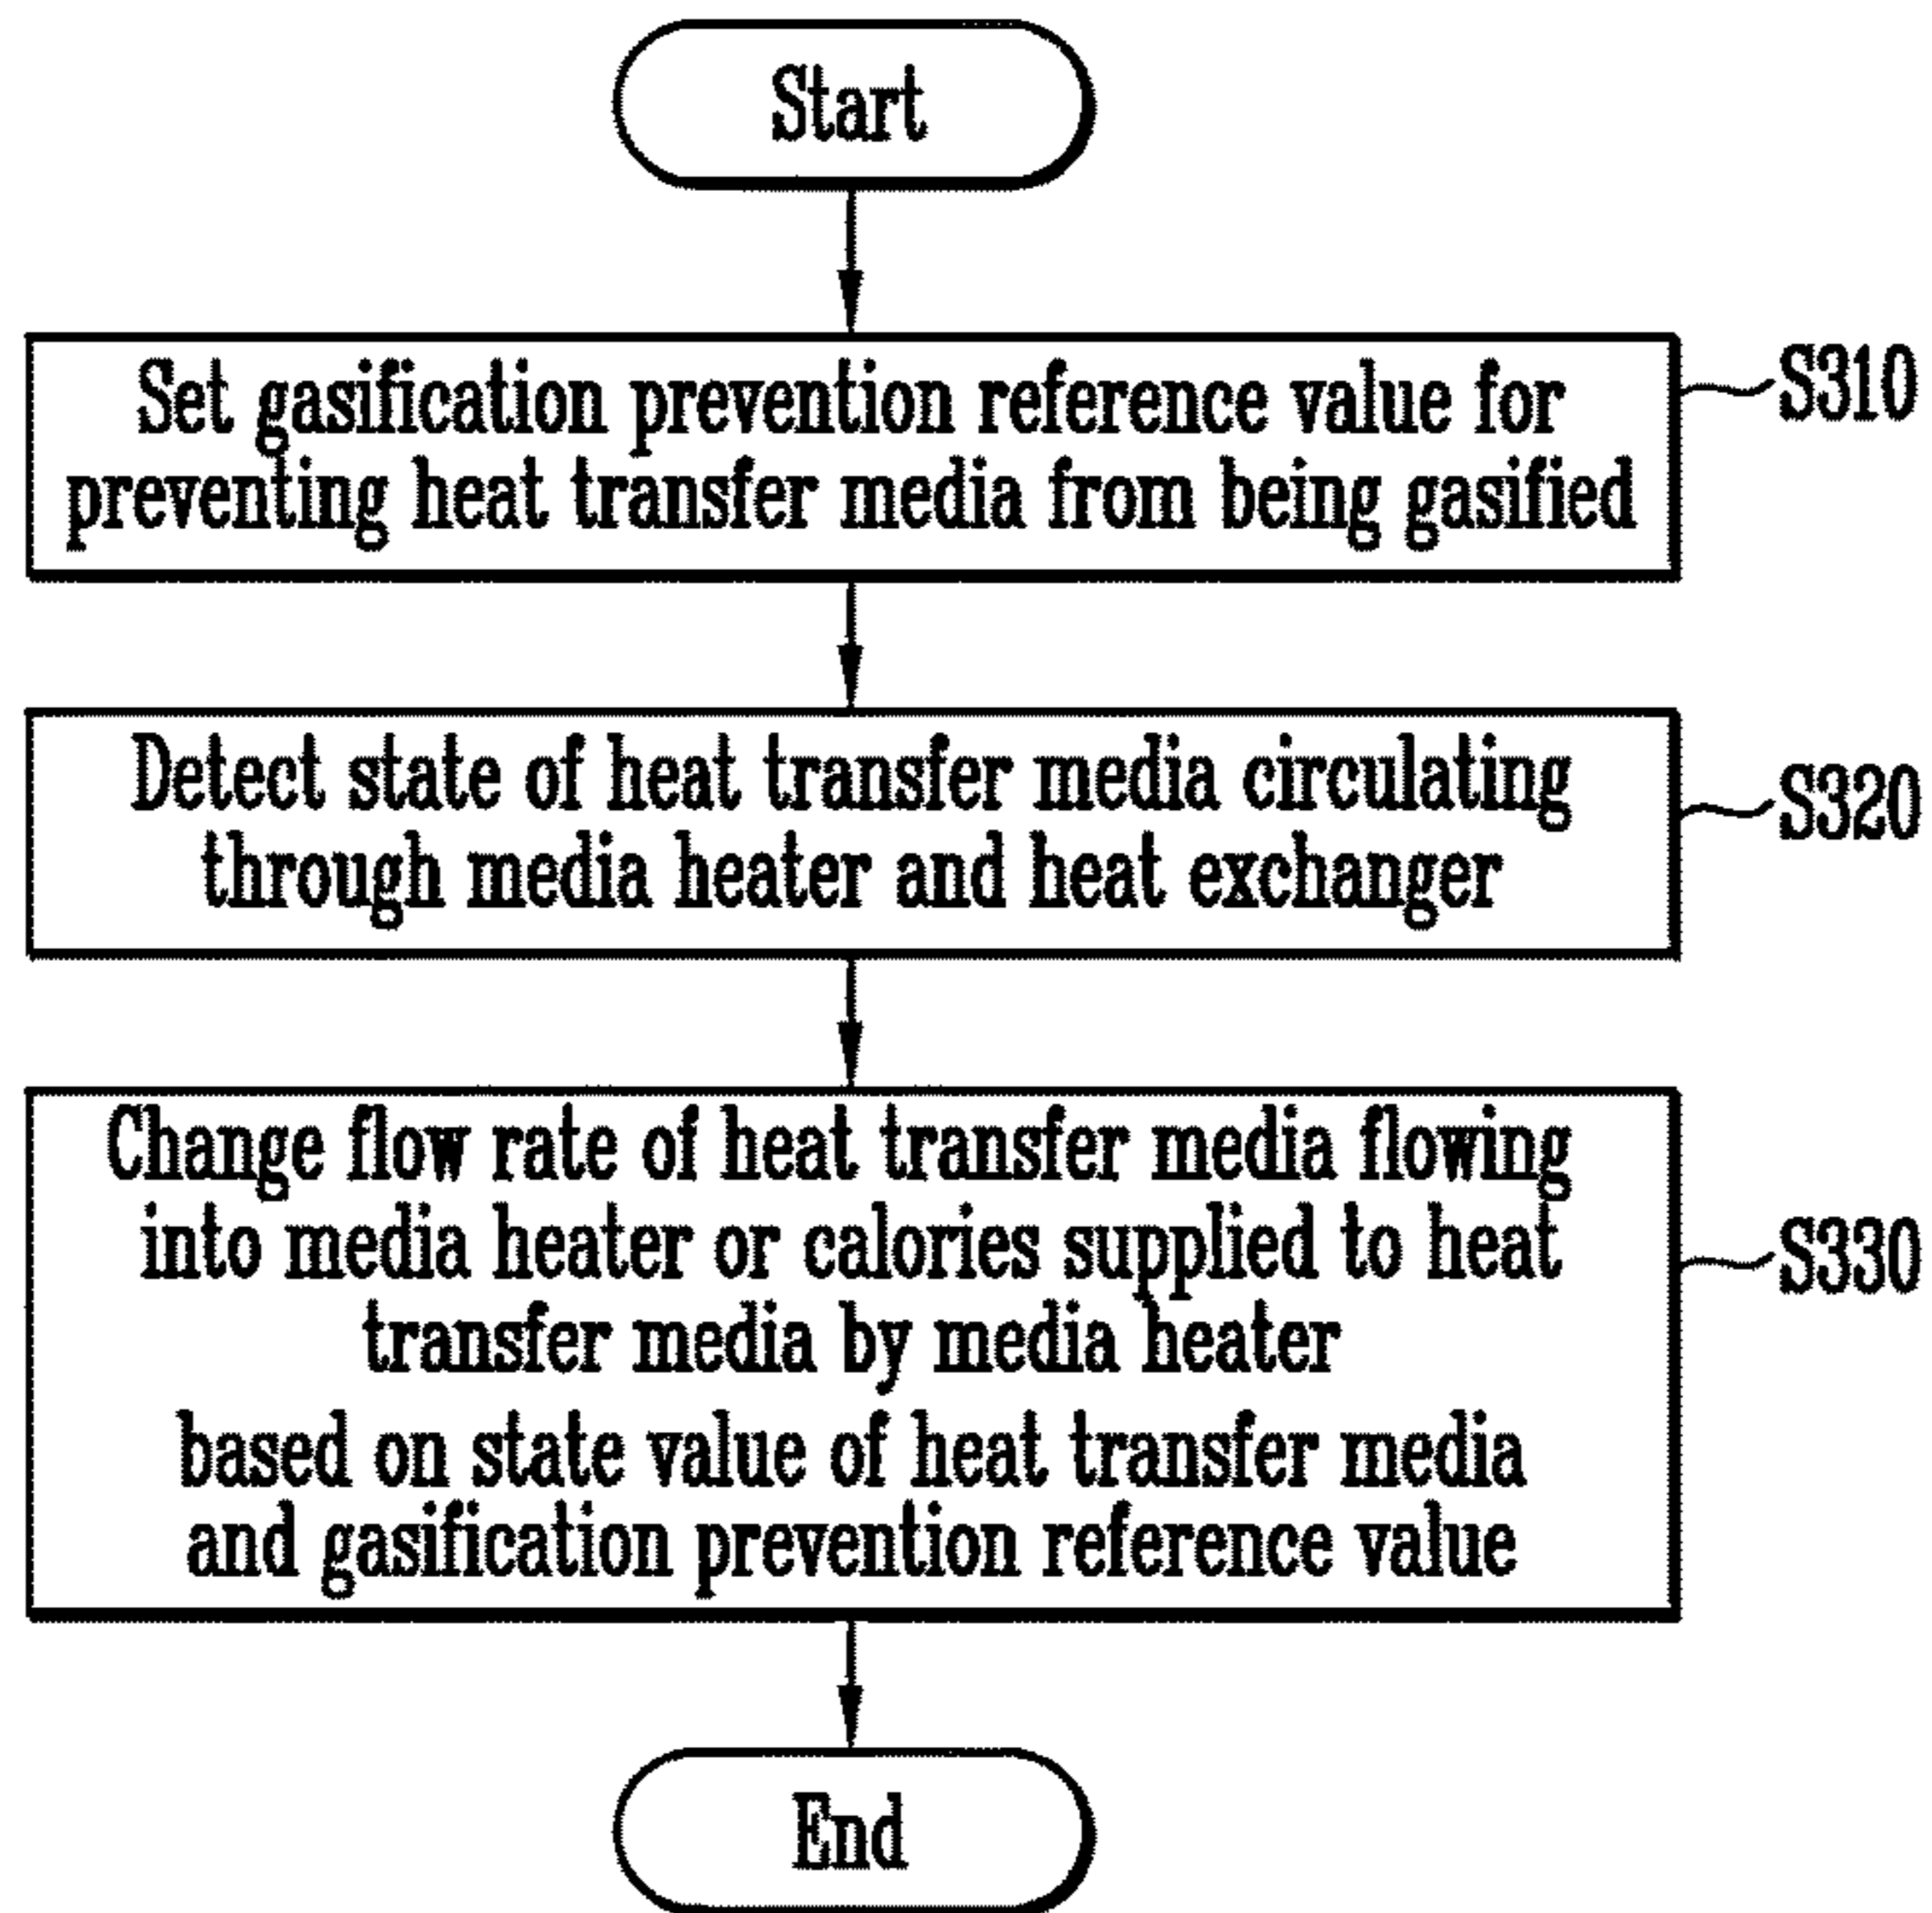 Start
Set gasification prevention reference value for
preventing heat transfer media from being gasified
S310
Detect state of heat transfer media circulating
through media heater and heat exchanger
S320
Change flow rate of heat transfer media flowing
into media heater or calories supplied to heat
transfer media by media heater
based on state value of heat transfer media
and gasification prevention reference value
S330
End